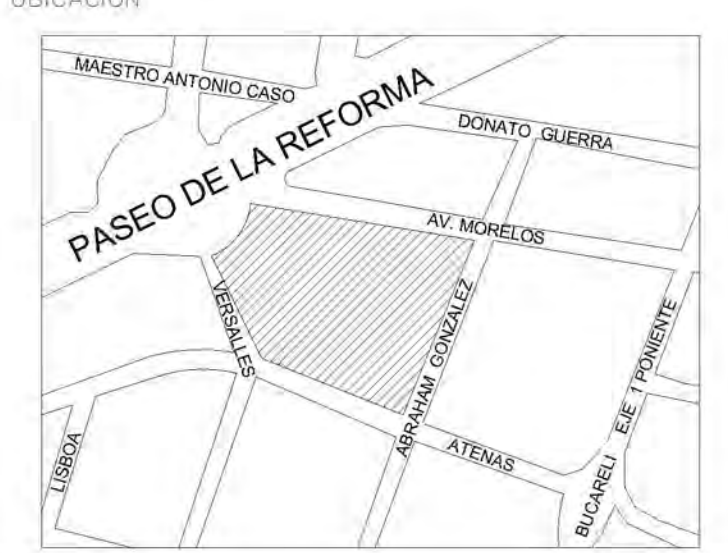 UBICACIÓN
MAESTRO ANTONIO CASO
PASEO DE LA REFORMA
DONATO GUERRA
AV. MORELOS
VERSALLES
ABRAHAM GONZALEZ
EJE 1 PONIENTE
LISBOA
ATENAS
BUCARELI